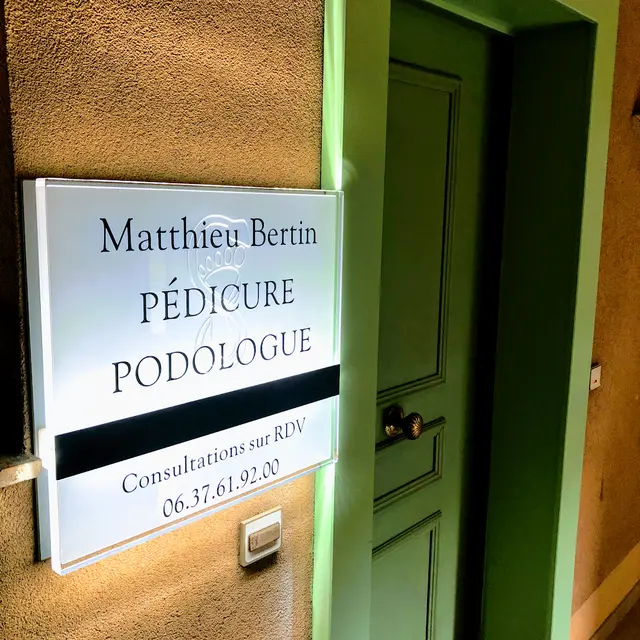 Matthieu Bertin
PÉDICURE
PODOLOGUE
Consultations sur RDV
06.37.61.92.00